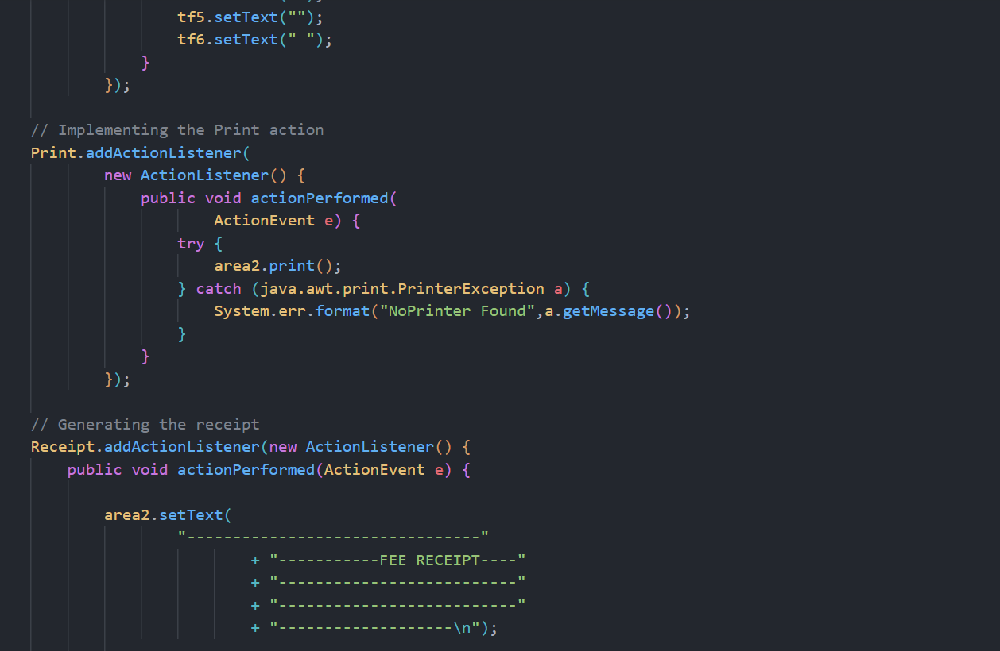 tf5.setText("");
tf6.setText(" ");
}
});
// Implementing the Print action
Print.addActionListener(
new ActionListener() {
public void actionPerformed(
ActionEvent e) {
try {
area2.print();
} catch (java.awt.print.PrinterException a) {
System.err.format("NoPrinter Found",a.getMessage());
}
}
});
// Generating the receipt
Receipt.addActionListener(new ActionListener() {
public void actionPerformed(ActionEvent e) {
area2.setText(
"--------------------------------"
+ "-----------FEE RECEIPT----"
+ "--------------------------"
+ "--------------------------"
+ "-------------------\n");